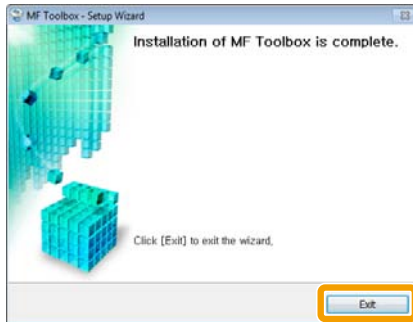 MF Toolbox - Setup Wizard
Installation of MF Toolbox is complete.
Click [Exit] to exit the wizard,
Exit